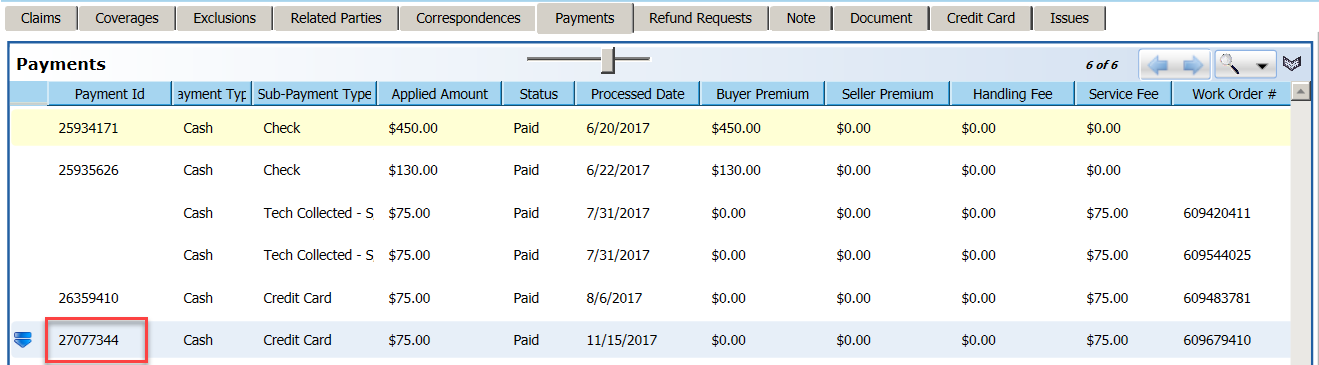 Claims Coverages Exclusions Related Parties Correspondences Payments Refund Requests Note Document Credit Card Issues
Payments 6 of 6
Payment Id ayment Typ Sub-Payment Type Applied Amount Status Processed Date Buyer Premium Seller Premium Handling Fee Service Fee Work Order #
25934171 Cash Check $450.00 Paid 6/20/2017 $450.00 $0.00 $0.00 $0.00
25935626 Cash Check $130.00 Paid 6/22/2017 $130.00 $0.00 $0.00 $0.00
Cash Tech Collected - S $75.00 Paid 7/31/2017 $0.00 $0.00 $0.00 $75.00 609420411
Cash Tech Collected - S $75.00 Paid 7/31/2017 $0.00 $0.00 $0.00 $75.00 609544025
26359410 Cash Credit Card $75.00 Paid 8/6/2017 $0.00 $0.00 $0.00 $75.00 609483781
27077344 Cash Credit Card $75.00 Paid 11/15/2017 $0.00 $0.00 $0.00 $75.00 609679410